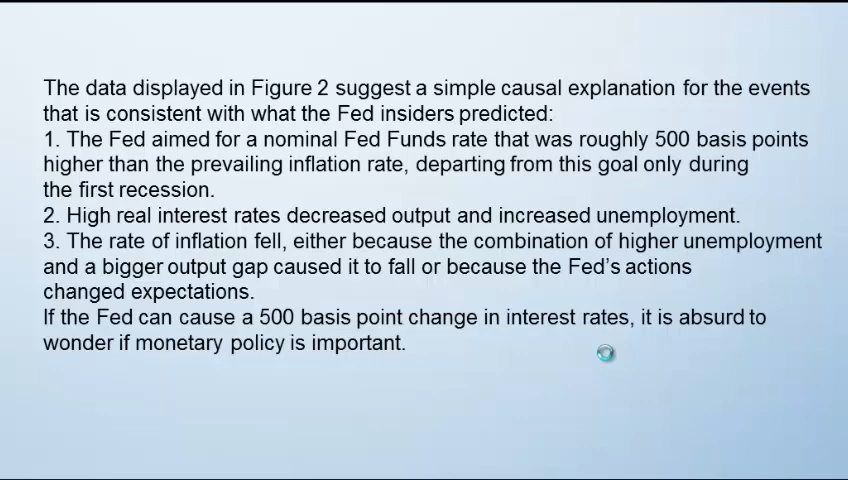 The data displayed in Figure 2 suggest a simple causal explanation for the events
that is consistent with what the Fed insiders predicted:
1. The Fed aimed for a nominal Fed Funds rate that was roughly 500 basis points
higher than the prevailing inflation rate, departing from this goal only during
the first recession.
2. High real interest rates decreased output and increased unemployment.
3. The rate of inflation fell, either because the combination of higher unemployment
and a bigger output gap caused it to fall or because the Fed’s actions
changed expectations.
If the Fed can cause a 500 basis point change in interest rates, it is absurd to
wonder if monetary policy is important.